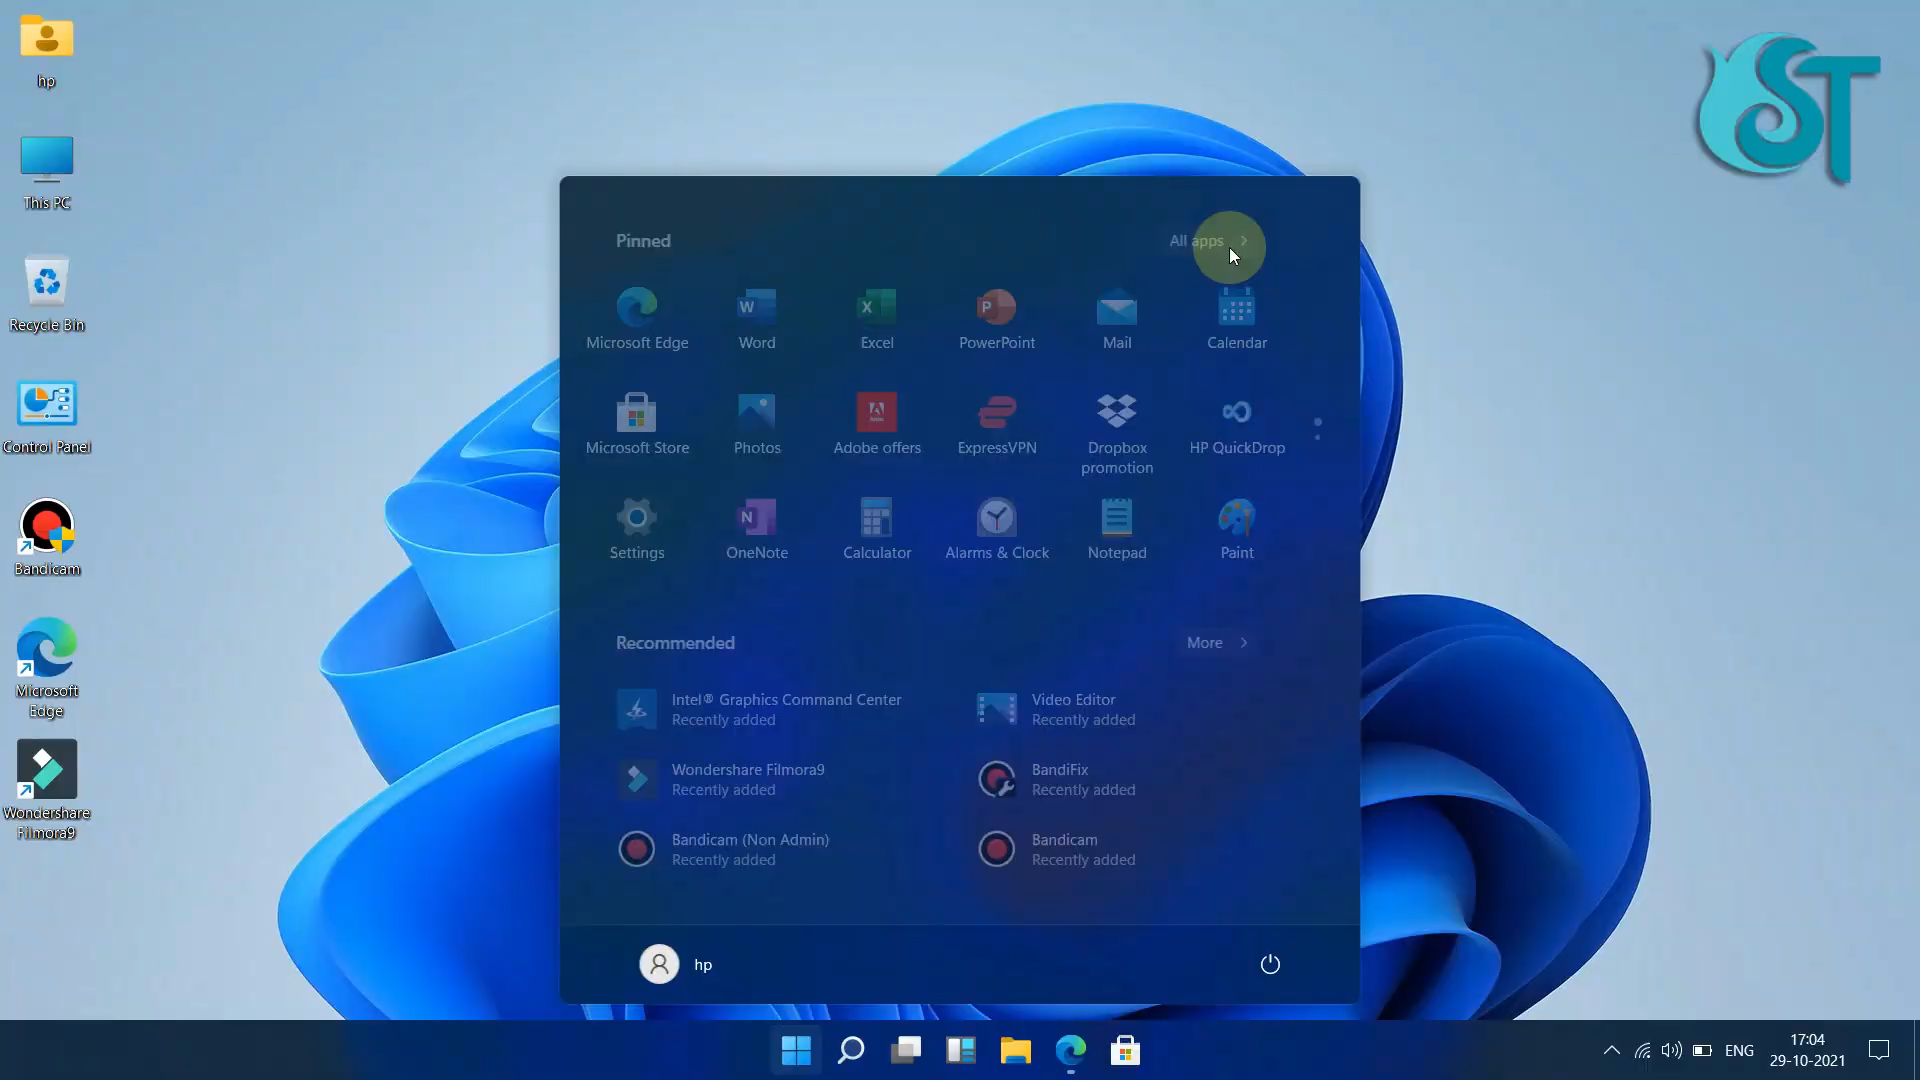 hp
This PC
Recycle Bin
Control Panel
Bandicam
Microsoft
Edge
Wondershare
Filmora9
ST
Pinned
All apps
Microsoft Edge
Word
Excel
PowerPoint
Mail
Calendar
Microsoft Store
Photos
Adobe offers
ExpressVPN
Dropbox
promotion
HP QuickDrop
Settings
OneNote
Calculator
Alarms & Clock
Notepad
Paint
Recommended
More
Intel® Graphics Command Center
Recently added
Video Editor
Recently added
Wondershare Filmora9
Recently added
BandiFix
Recently added
Bandicam (Non Admin)
Recently added
Bandicam
Recently added
hp
ENG
17:04
29-10-2021